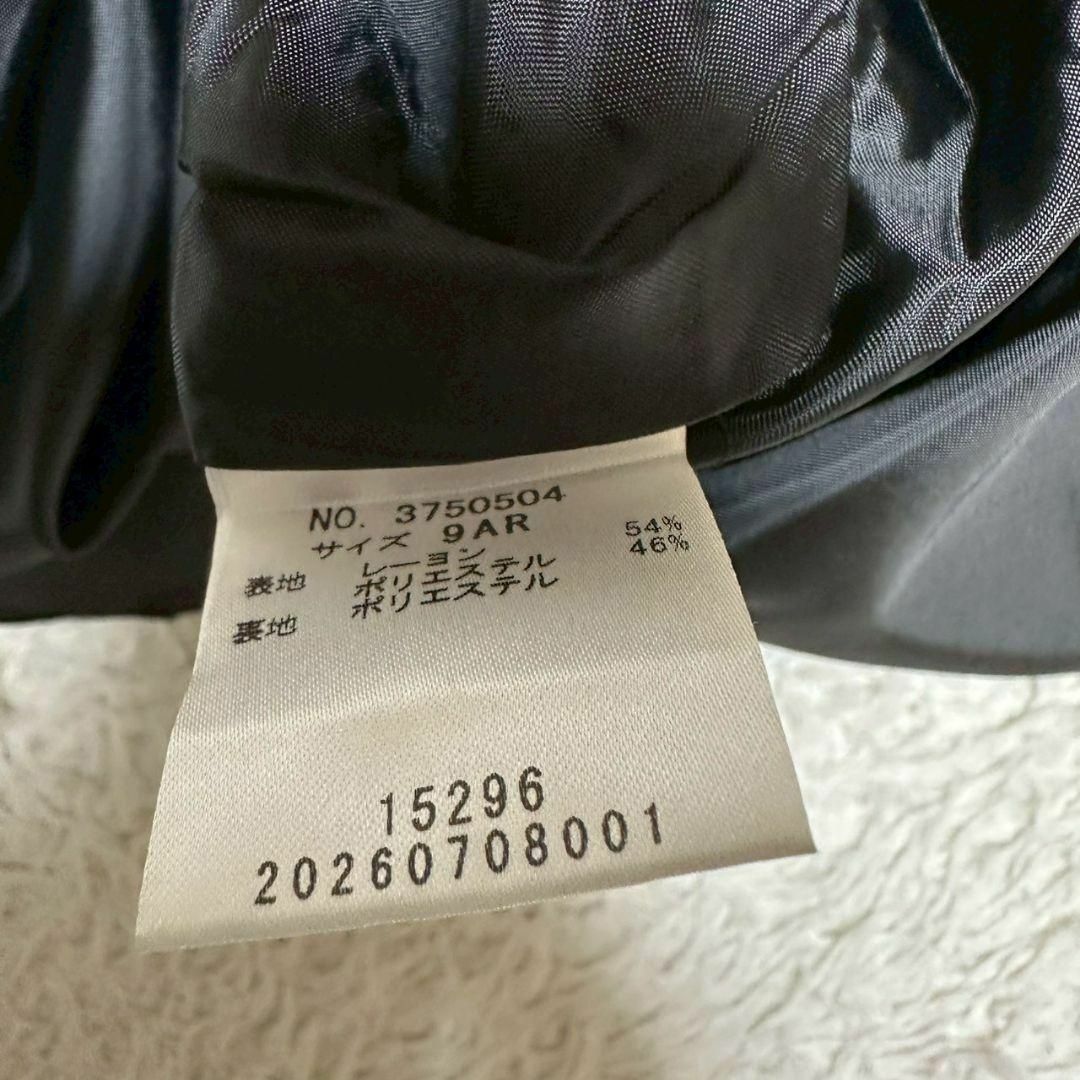 NO. 3750504
サイズ 9AR
表地 レーヨン 54%
ポリエステル 46%
裏地 ポリエステル
15296
20260708001